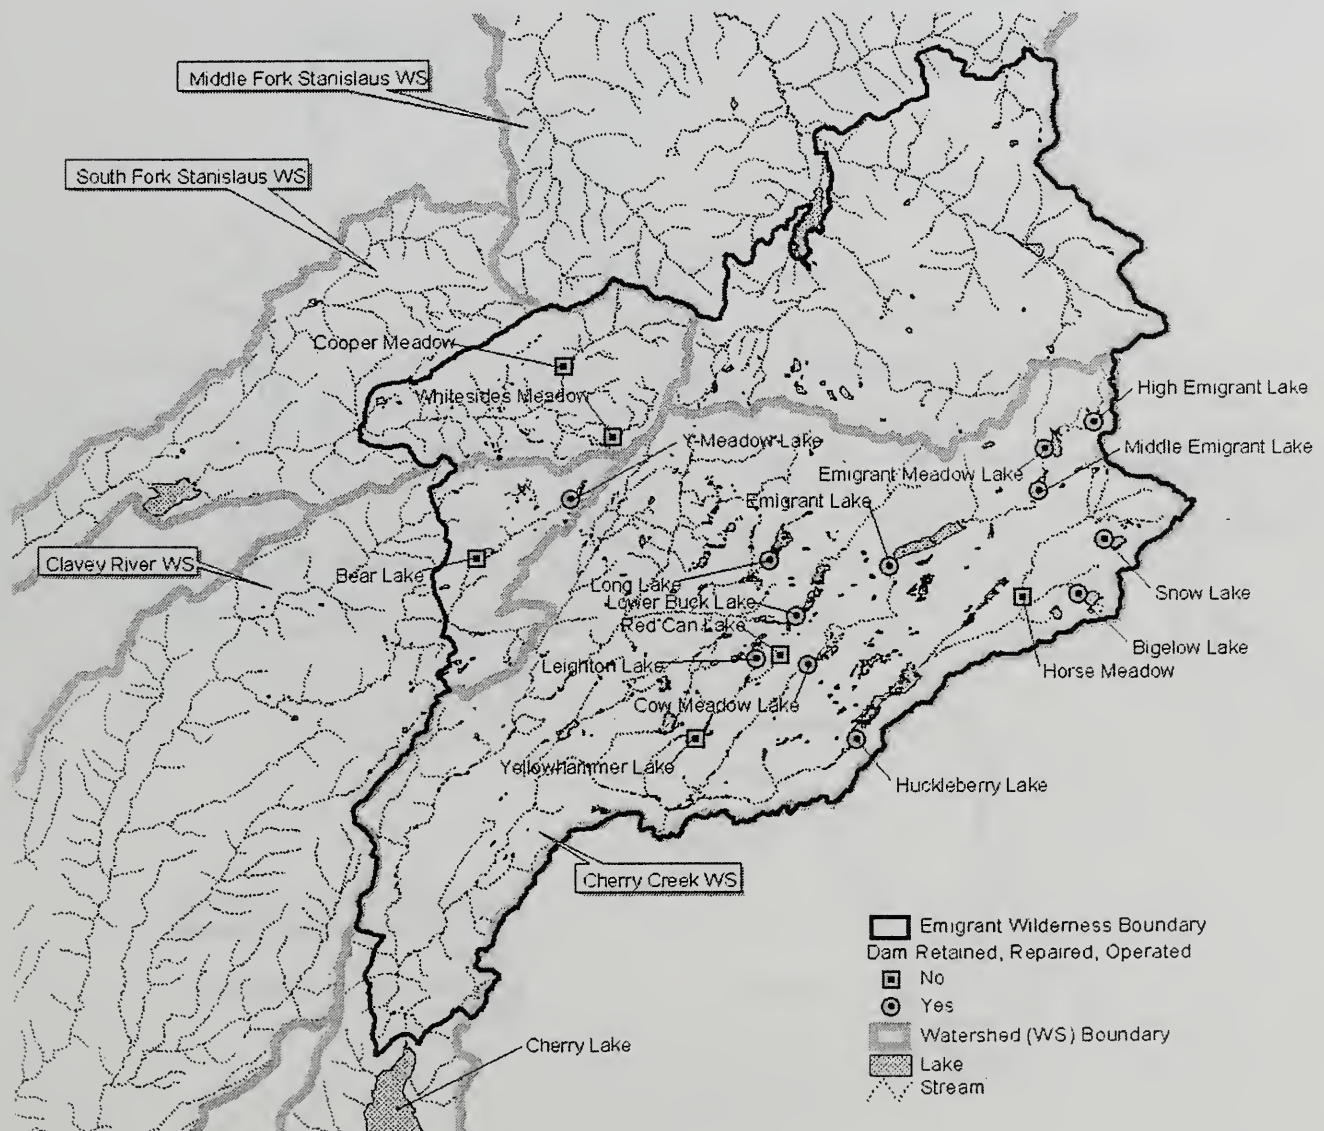 Middle Fork Stanislaus WS
South Fork Stanislaus WS
Cooper Meadow
Whitesides Meadow
High Emigrant Lake
Y-Meadow Lake
Middle Emigrant Lake
Emigrant Meadow Lake
Emigrant Lake
Clavey River WS
Bear Lake
Long Lake
Lower Buck Lake
Snow Lake
Red Can Lake
Bigelow Lake
Leighton Lake
Horse Meadow
Cow Meadow Lake
Yellowhammer Lake
Huckleberry Lake
Cherry Creek WS
Emigrant Wilderness Boundary
Dam Retained, Repaired, Operated
No
Yes
Watershed (WS) Boundary
Lake
Stream
Cherry Lake